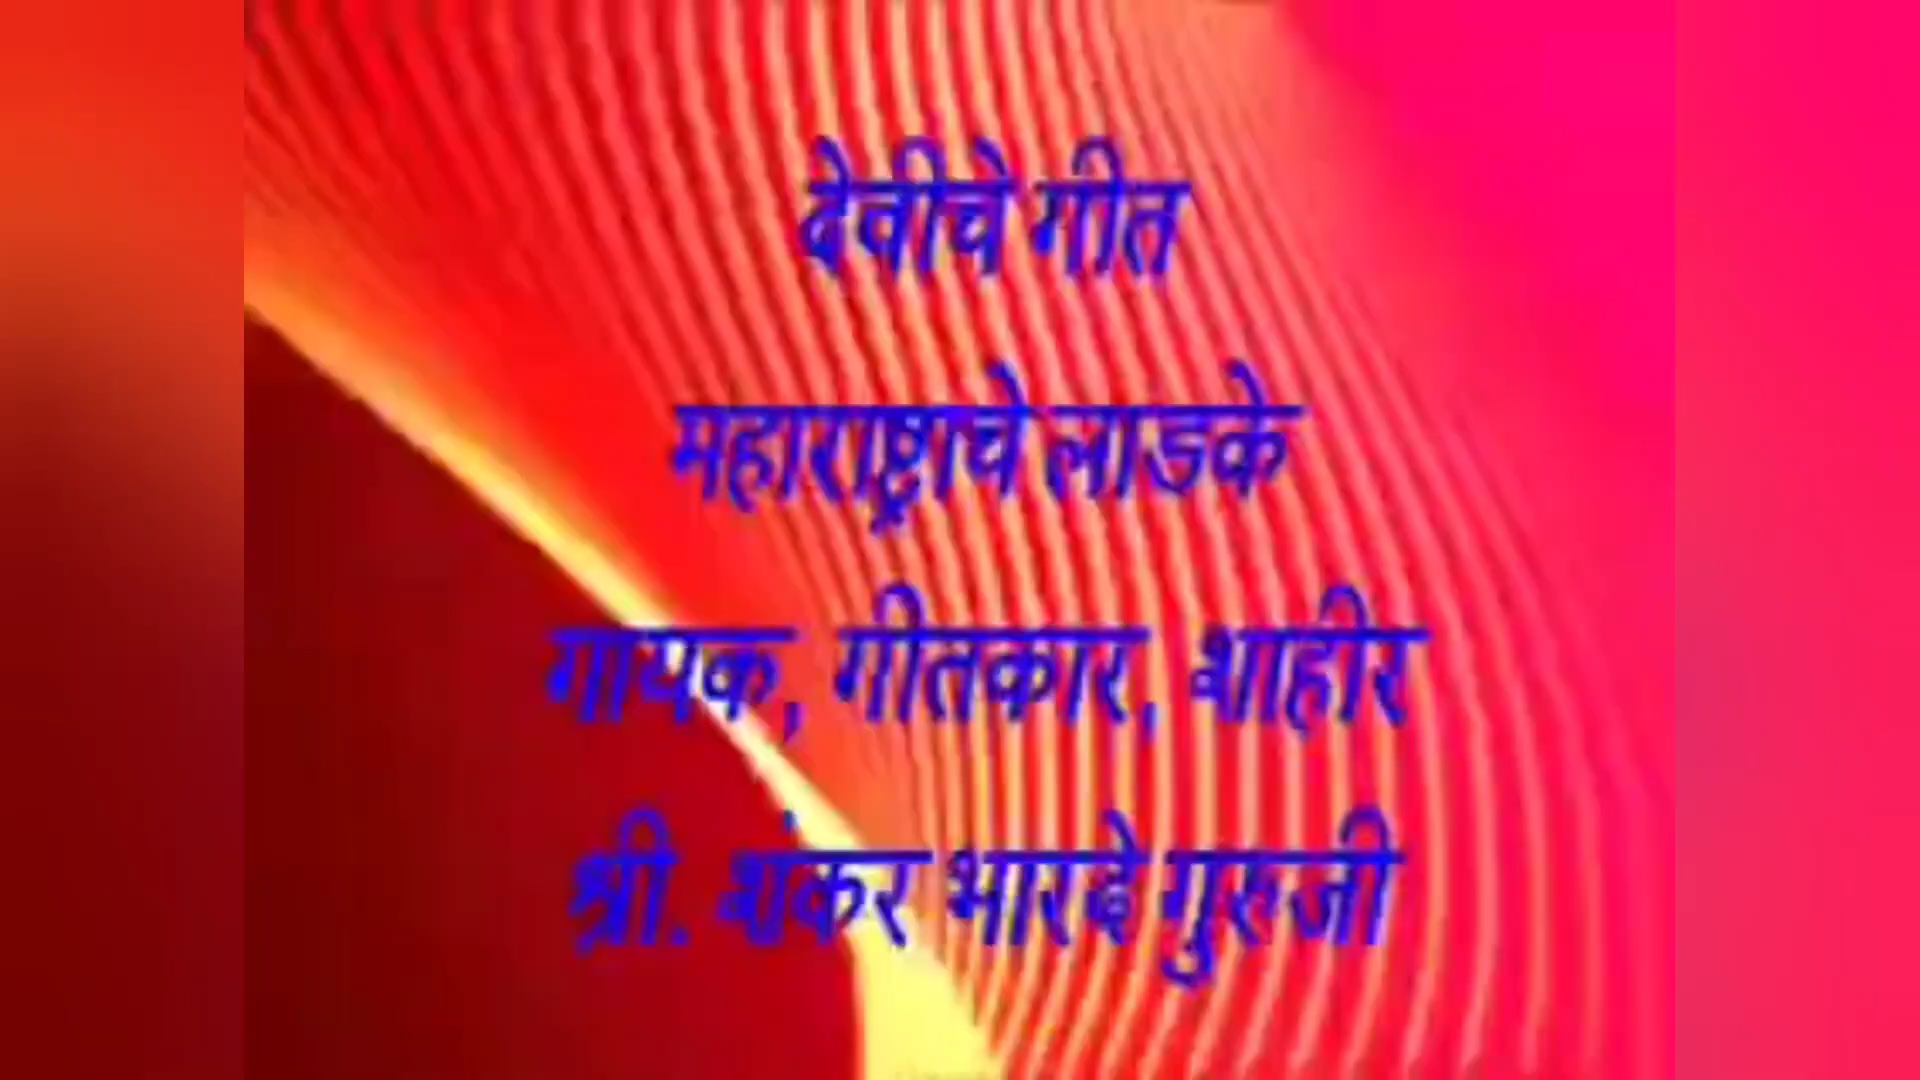 देवीचे गीत
महाराष्ट्राचे लाडके
गायक, गीतकार, शाहीर
श्री. शंकर भारदे गुरुजी